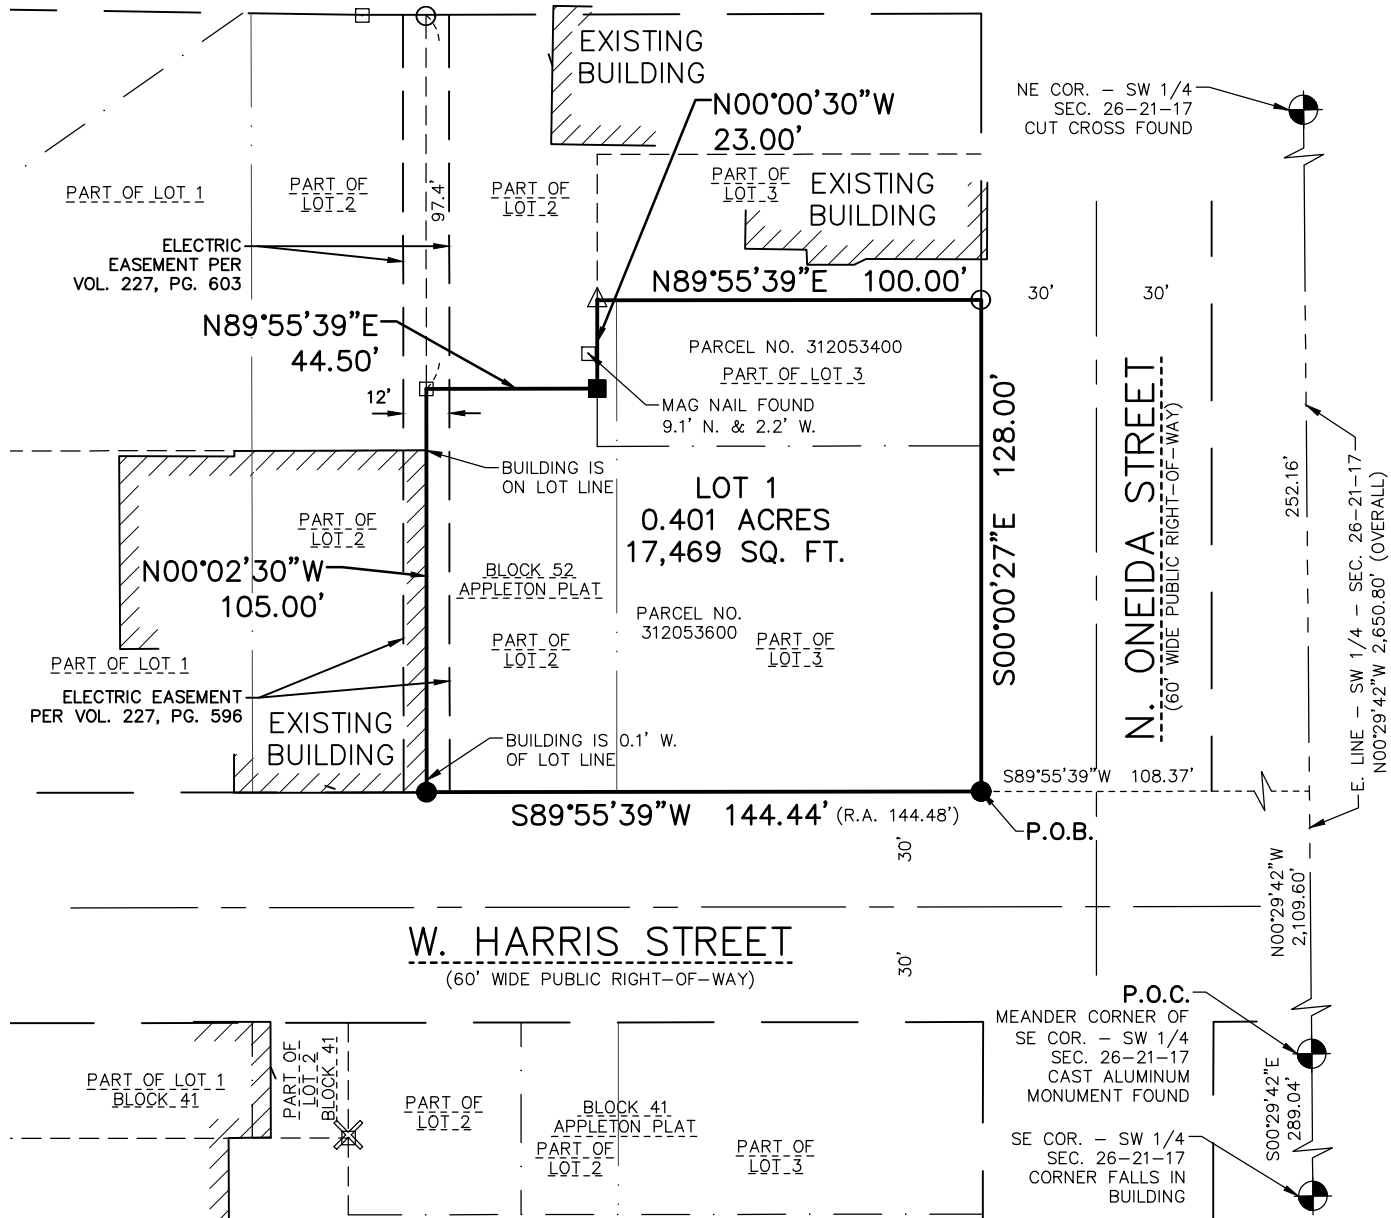 EXISTING
BUILDING
N00°00'30"W
23.00'
NE COR. – SW 1/4
SEC. 26–21–17
CUT CROSS FOUND
PART OF LOT 1
PART OF
LOT 2
97.4'
PART OF
LOT 2
PART OF
LOT 3
EXISTING
BUILDING
ELECTRIC
EASEMENT PER
VOL. 227, PG. 603
N89°55'39"E 100.00'
30'
30'
N89°55'39"E
44.50'
12'
PARCEL NO. 312053400
PART OF LOT 3
MAG NAIL FOUND
9.1' N. & 2.2' W.
BUILDING IS
ON LOT LINE
LOT 1
0.401 ACRES
17,469 SQ. FT.
S00°00'27"E 128.00'
N. ONEIDA STREET
(60' WIDE PUBLIC RIGHT–OF–WAY)
252.16'
E. LINE – SW 1/4 – SEC. 26–21–17
N00°29'42"W 2,650.80' (OVERALL)
PART OF
LOT 2
N00°02'30"W
105.00'
BLOCK 52
APPLETON PLAT
PARCEL NO.
312053600
PART OF
LOT 2
PART OF
LOT 3
PART OF LOT 1
ELECTRIC EASEMENT
PER VOL. 227, PG. 596
EXISTING
BUILDING
BUILDING IS 0.1' W.
OF LOT LINE
S89°55'39"W 108.37'
S89°55'39"W 144.44' (R.A. 144.48')
P.O.B.
30'
N00°29'42"W
2,109.60'
W. HARRIS STREET
(60' WIDE PUBLIC RIGHT–OF–WAY)
30'
P.O.C.
MEANDER CORNER OF
SE COR. – SW 1/4
SEC. 26–21–17
CAST ALUMINUM
MONUMENT FOUND
S00°29'42"E
289.04'
PART OF LOT 1
BLOCK 41
PART OF
LOT 2
BLOCK 41
PART OF
LOT 2
BLOCK 41
APPLETON PLAT
PART OF
LOT 2
PART OF
LOT 3
SE COR. – SW 1/4
SEC. 26–21–17
CORNER FALLS IN
BUILDING